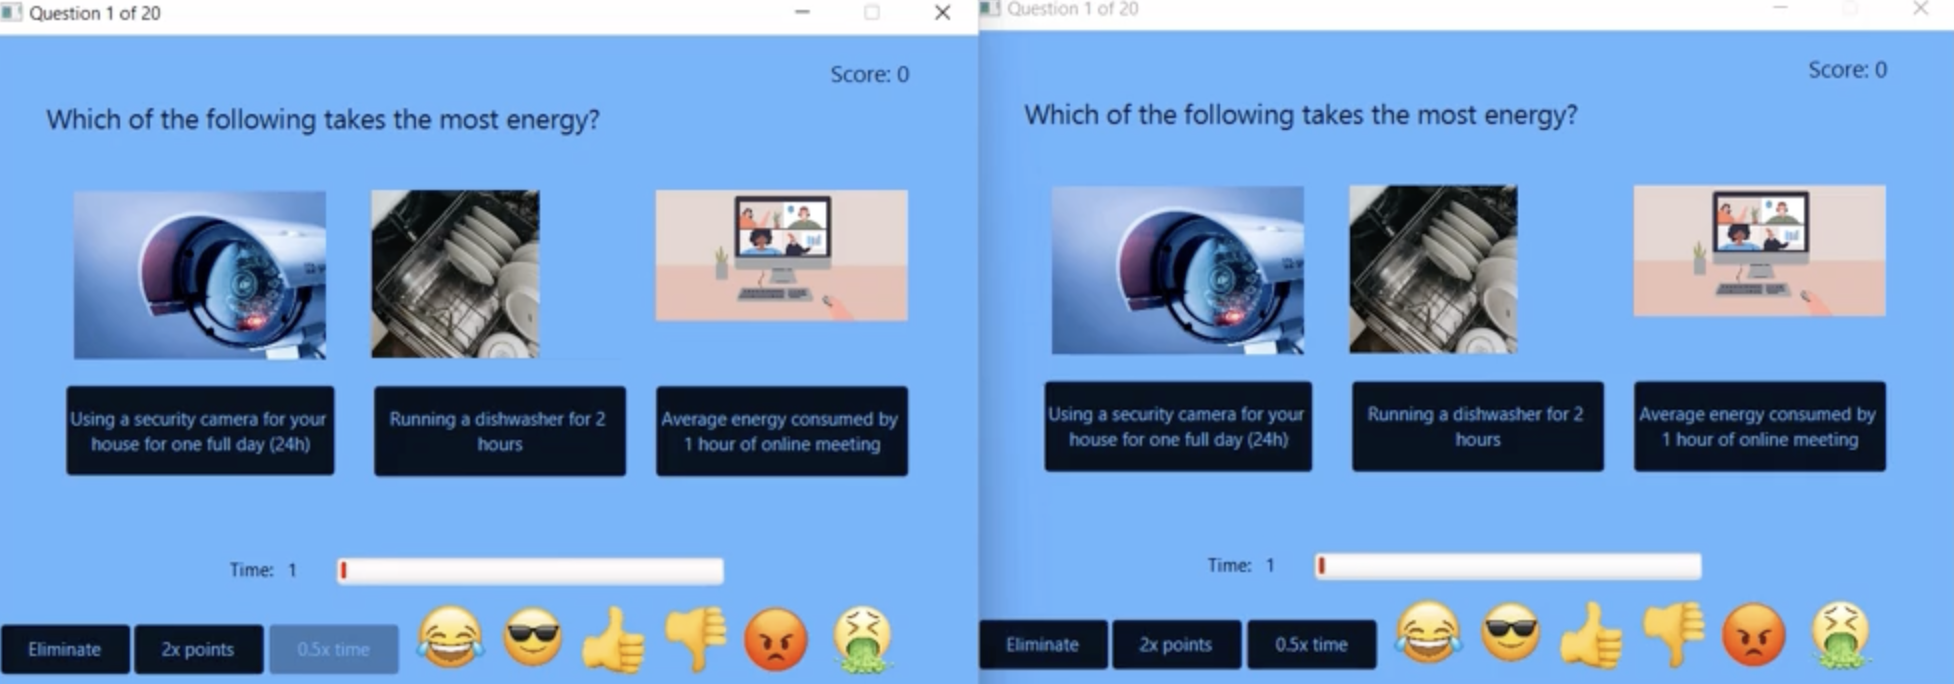 Question 1 of 20
Score: 0
Which of the following takes the most energy?
Using a security camera for your
house for one full day (24h)
Running a dishwasher for 2
hours
Average energy consumed by
1 hour of online meeting
Time: 1
Eliminate
2x points
0.5x time
Question 1 of 20
Score: 0
Which of the following takes the most energy?
Using a security camera for your
house for one full day (24h)
Running a dishwasher for 2
hours
Average energy consumed by
1 hour of online meeting
Time: 1
Eliminate
2x points
0.5x time